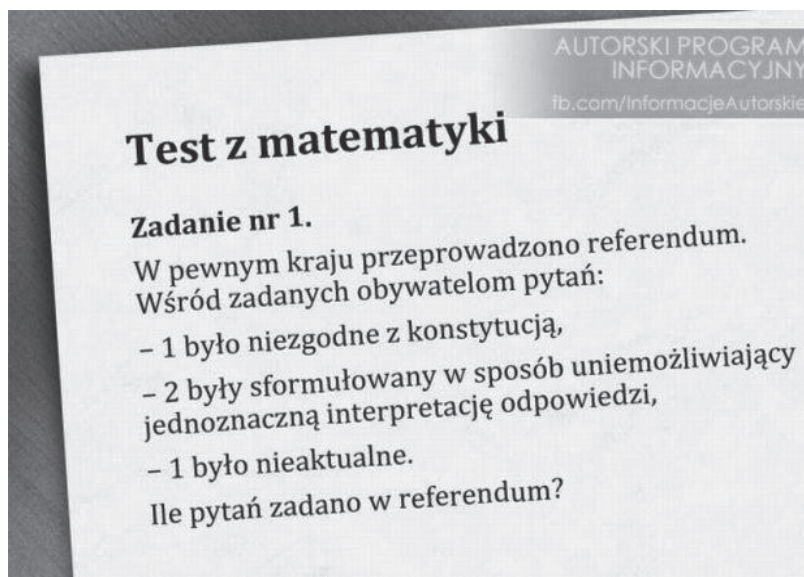 AUTORSKI PROGRAM
INFORMACYJNY
fb.com/InformacjeAutorskie
Test z matematyki
Zadanie nr 1.
W pewnym kraju przeprowadzono referendum.
Wśród zadanych obywatelom pytań:
– 1 było niezgodne z konstytucją,
– 2 były sformułowany w sposób uniemożliwiający
jednoznaczną interpretację odpowiedzi,
– 1 było nieaktualne.
Ile pytań zadano w referendum?